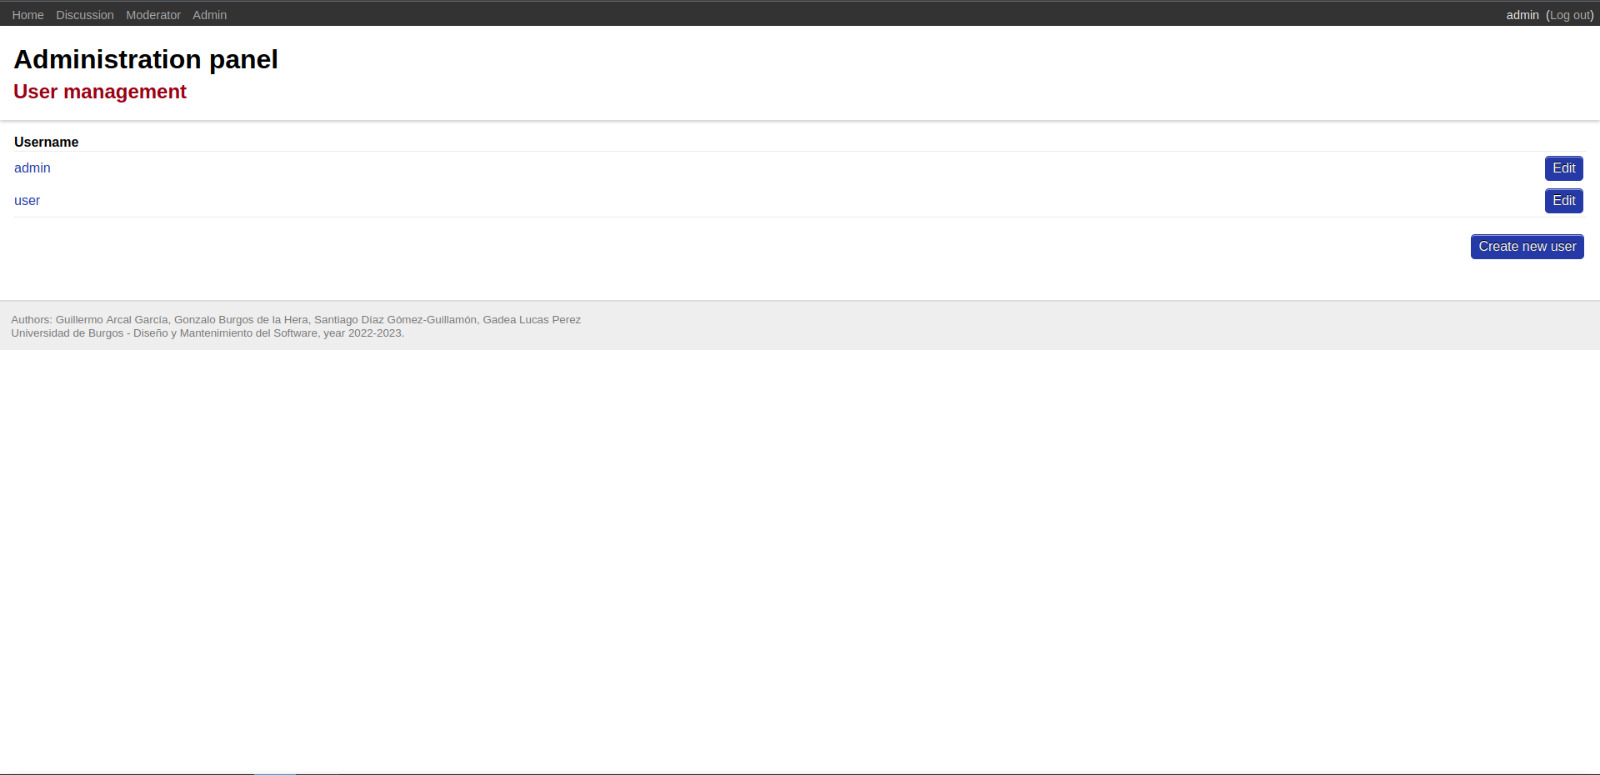 Home Discussion Moderator Admin admin (Log out)
Administration panel
User management
Username
admin Edit
user Edit
Create new user
Authors: Guillermo Arcal García, Gonzalo Burgos de la Hera, Santiago Díaz Gómez-Guillamón, Gadea Lucas Perez
Universidad de Burgos - Diseño y Mantenimiento del Software, year 2022-2023.